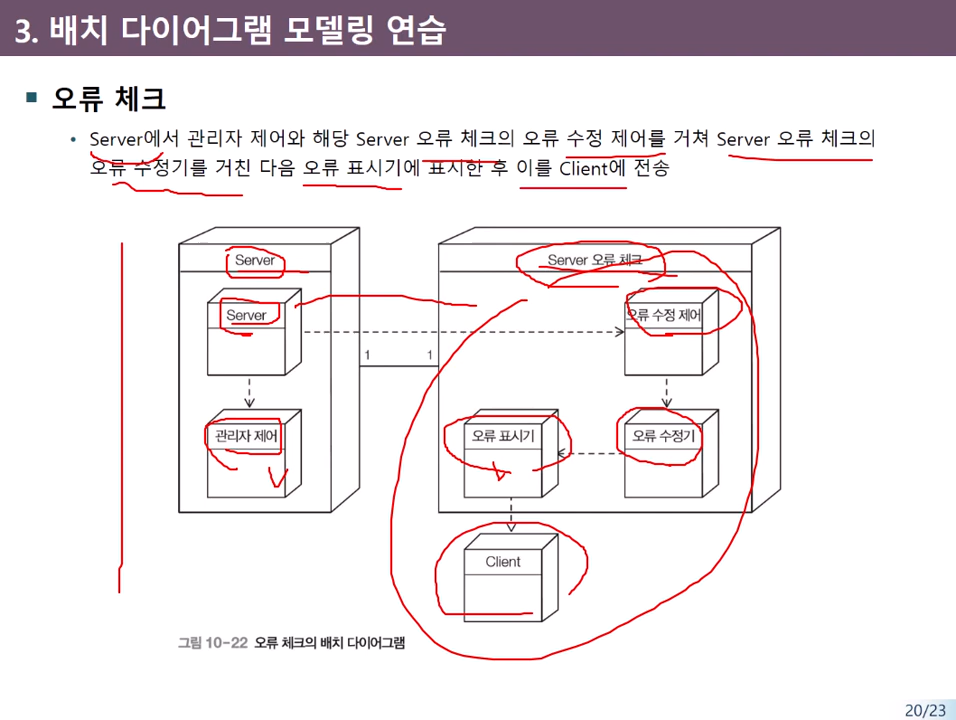 3. 배치 다이어그램 모델링 연습
오류 체크
Server에서 관리자 제어와 해당 Server 오류 체크의 오류 수정 제어를 거쳐 Server 오류 체크의
오류 수정기를 거친 다음 오류 표시기에 표시한 후 이를 Client에 전송
Server
Server 오류 체크
Server
오류 수정 제어
1
1
관리자 제어
오류 표시기
오류 수정기
Client
그림 10-22 오류 체크의 배치 다이어그램
20/23